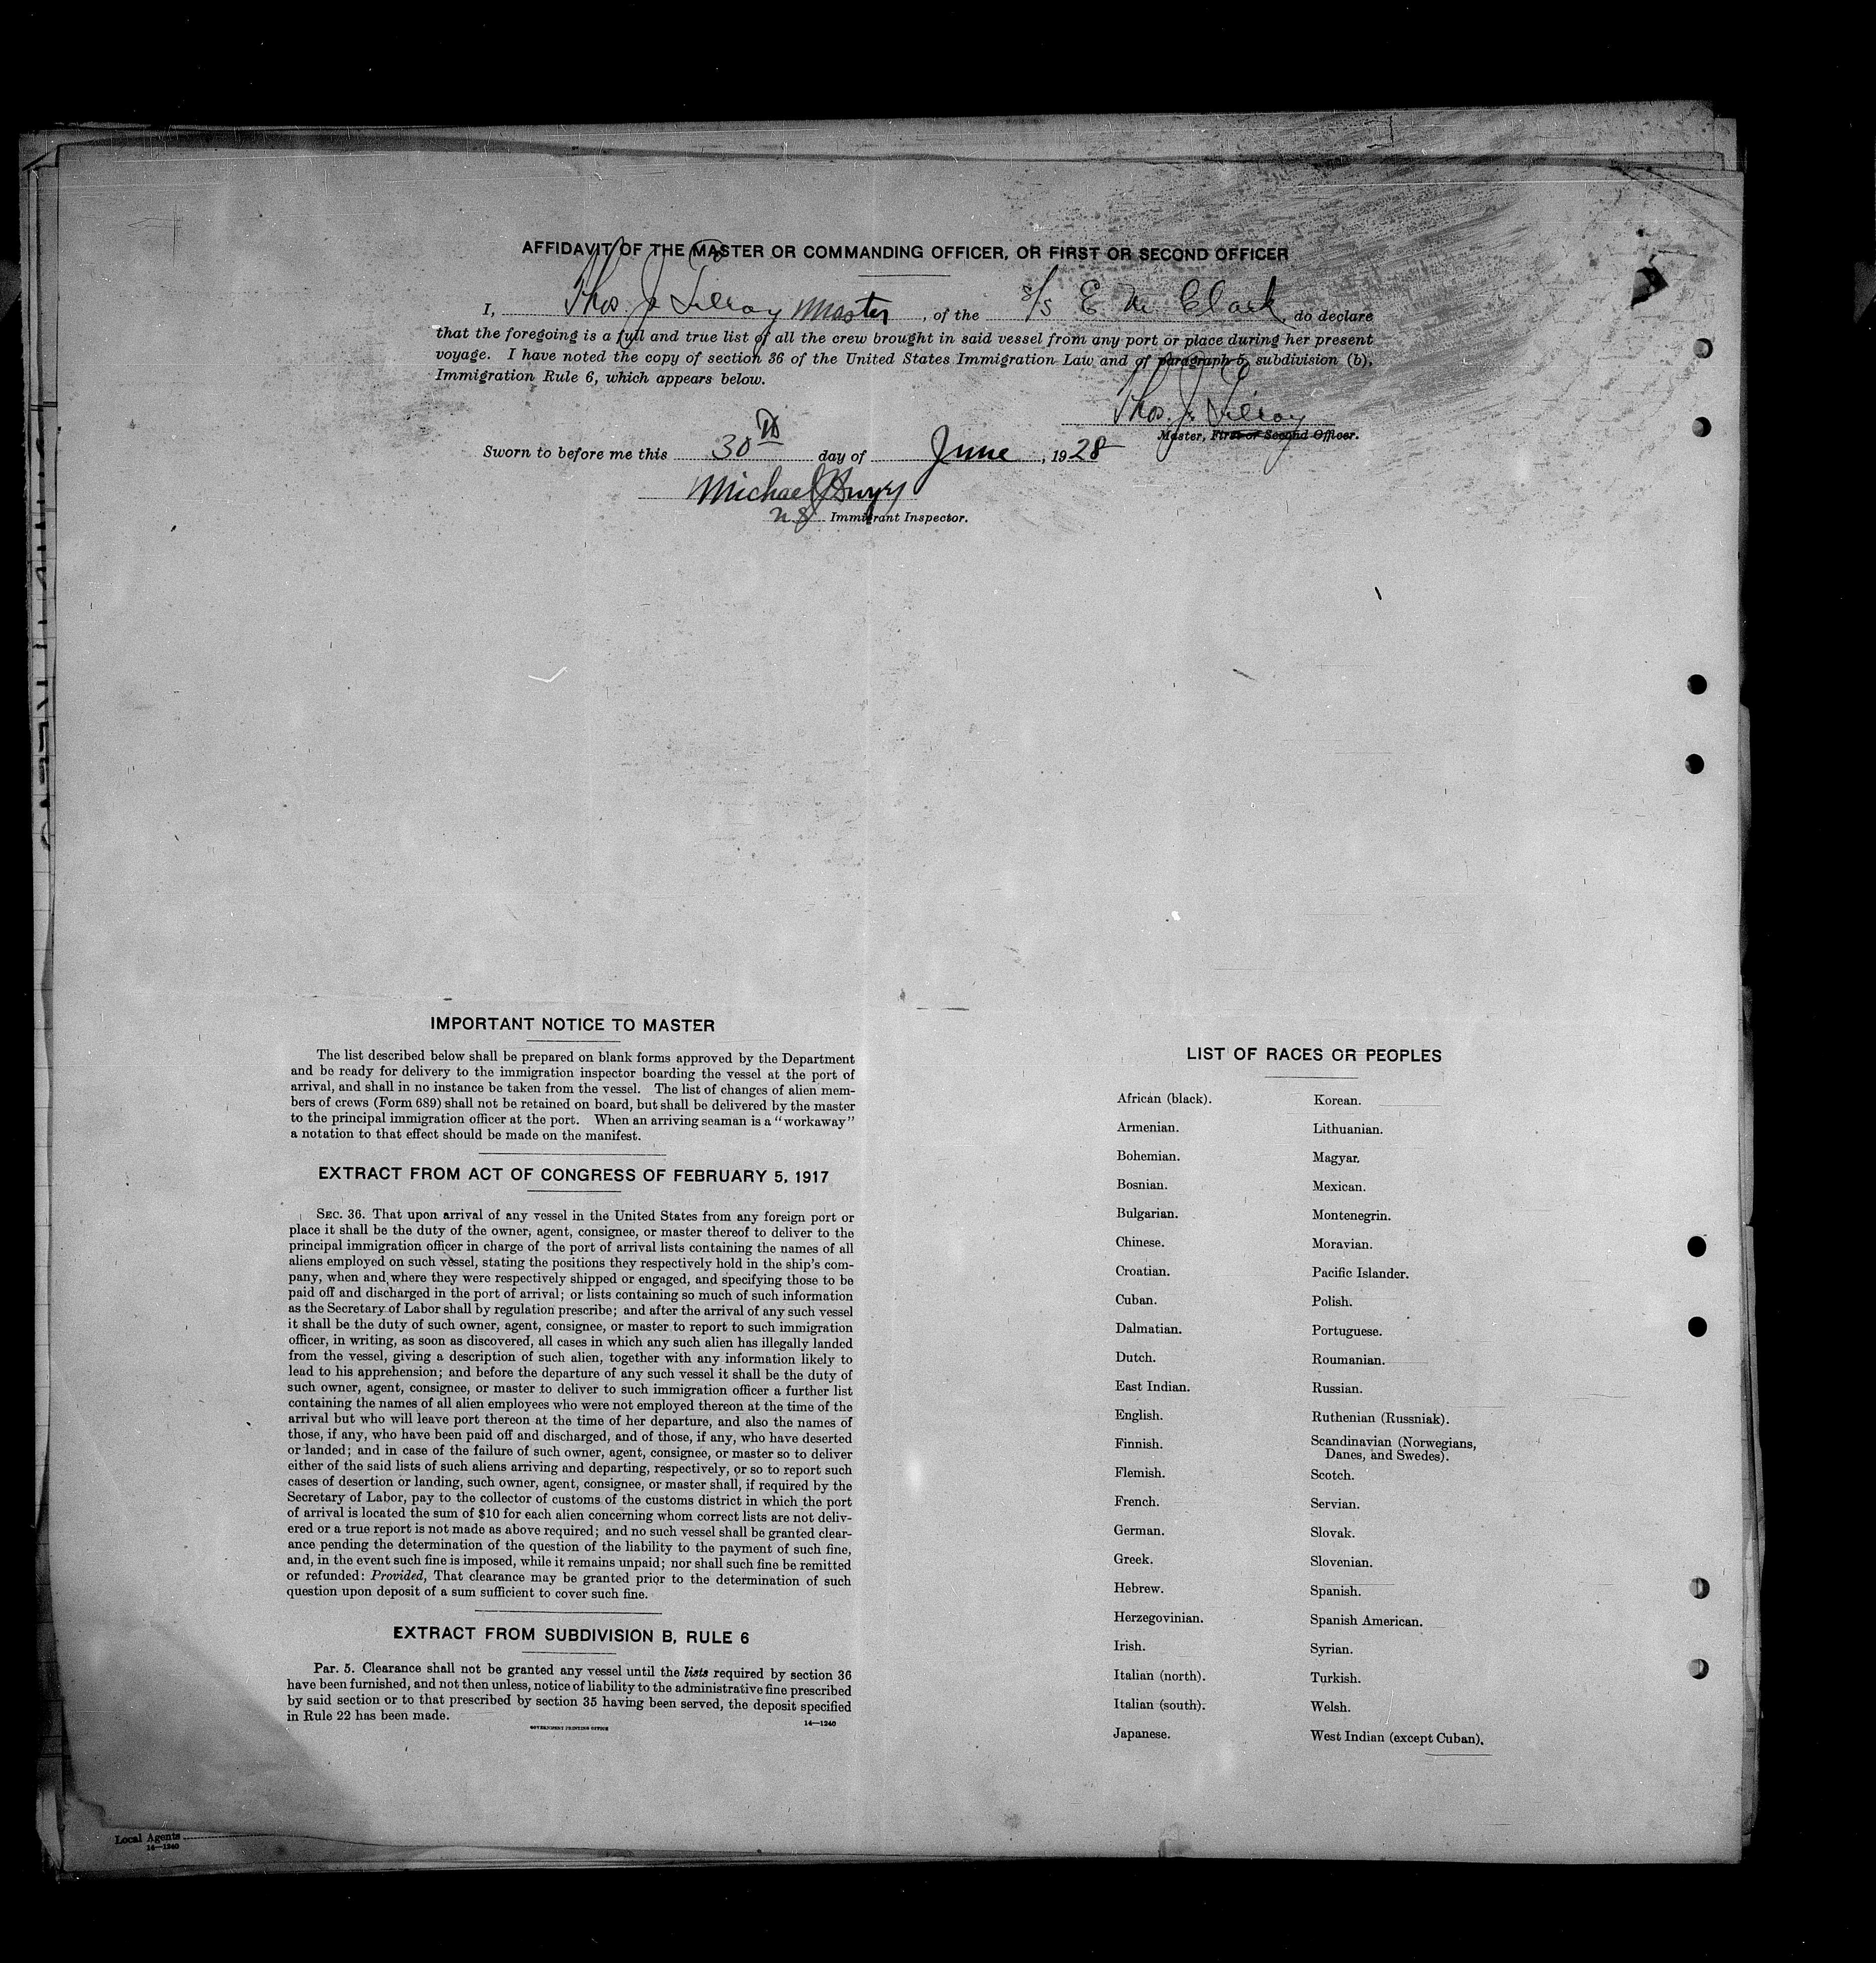 AFFIDAVIT OF THE MASTER OR COMMANDING OFFICER, OR FIRST OR SECOND OFFICER
I, Thos. J. Master, of the S/S E. M. Clark, do declare
that the foregoing is a full and true list of all the crew brought in said vessel from any port or place during her present
voyage. I have noted the copy of section 36 of the United States Immigration Law and of paragraph 5, subdivision (b),
Immigration Rule 6, which appears below.
Thos. J.
Master, First or Second Officer.
Sworn to before me this 30th day of June, 1928
Michael
Immigrant Inspector.
IMPORTANT NOTICE TO MASTER
The list described below shall be prepared on blank forms approved by the Department
and be ready for delivery to the immigration inspector boarding the vessel at the port of
arrival, and shall in no instance be taken from the vessel. The list of changes of alien mem-
bers of crews (Form 689) shall not be retained on board, but shall be delivered by the master
to the principal immigration officer at the port. When an arriving seaman is a "workaway"
a notation to that effect should be made on the manifest.
EXTRACT FROM ACT OF CONGRESS OF FEBRUARY 5, 1917
SEC. 36. That upon arrival of any vessel in the United States from any foreign port or
place it shall be the duty of the owner, agent, consignee, or master thereof to deliver to the
principal immigration officer in charge of the port of arrival lists containing the names of all
aliens employed on such vessel, stating the positions they respectively hold in the ship's com-
pany, when and where they were respectively shipped or engaged, and specifying those to be
paid off and discharged in the port of arrival; or lists containing so much of such information
as the Secretary of Labor shall by regulation prescribe; and after the arrival of any such vessel
it shall be the duty of such owner, agent, consignee, or master to report to such immigration
officer, in writing, as soon as discovered, all cases in which any such alien has illegally landed
from the vessel, giving a description of such alien, together with any information likely to
lead to his apprehension; and before the departure of any such vessel it shall be the duty of
such owner, agent, consignee, or master to deliver to such immigration officer a further list
containing the names of all alien employees who were not employed thereon at the time of the
arrival but who will leave port thereon at the time of her departure, and also the names of
those, if any, who have been paid off and discharged, and of those, if any, who have deserted
or landed; and in case of the failure of such owner, agent, consignee, or master so to deliver
either of the said lists of such aliens arriving and departing, respectively, or so to report such
cases of desertion or landing, such owner, agent, consignee, or master shall, if required by the
Secretary of Labor, pay to the collector of customs of the customs district in which the port
of arrival is located the sum of $10 for each alien concerning whom correct lists are not deliv-
ered or a true report is not made as above required; and no such vessel shall be granted clear-
ance pending the determination of the question of the liability to the payment of such fine,
and, in the event such fine is imposed, while it remains unpaid; nor shall such fine be remitted
or refunded: Provided, That clearance may be granted prior to the determination of such
question upon deposit of a sum sufficient to cover such fine.
EXTRACT FROM SUBDIVISION B, RULE 6
Par. 5. Clearance shall not be granted any vessel until the lists required by section 36
have been furnished, and not then unless, notice of liability to the administrative fine prescribed
by said section or to that prescribed by section 35 having been served, the deposit specified
in Rule 22 has been made.
GOVERNMENT PRINTING OFFICE 14—1240
LIST OF RACES OR PEOPLES
African (black).
Armenian.
Bohemian.
Bosnian.
Bulgarian.
Chinese.
Croatian.
Cuban.
Dalmatian.
Dutch.
East Indian.
English.
Finnish.
Flemish.
French.
German.
Greek.
Hebrew.
Herzegovinian.
Irish.
Italian (north).
Italian (south).
Japanese.
Korean.
Lithuanian.
Magyar.
Mexican.
Montenegrin.
Moravian.
Pacific Islander.
Polish.
Portuguese.
Roumanian.
Russian.
Ruthenian (Russniak).
Scandinavian (Norwegians,
Danes, and Swedes).
Scotch.
Servian.
Slovak.
Slovenian.
Spanish.
Spanish American.
Syrian.
Turkish.
Welsh.
West Indian (except Cuban).
Local Agents
14—1240